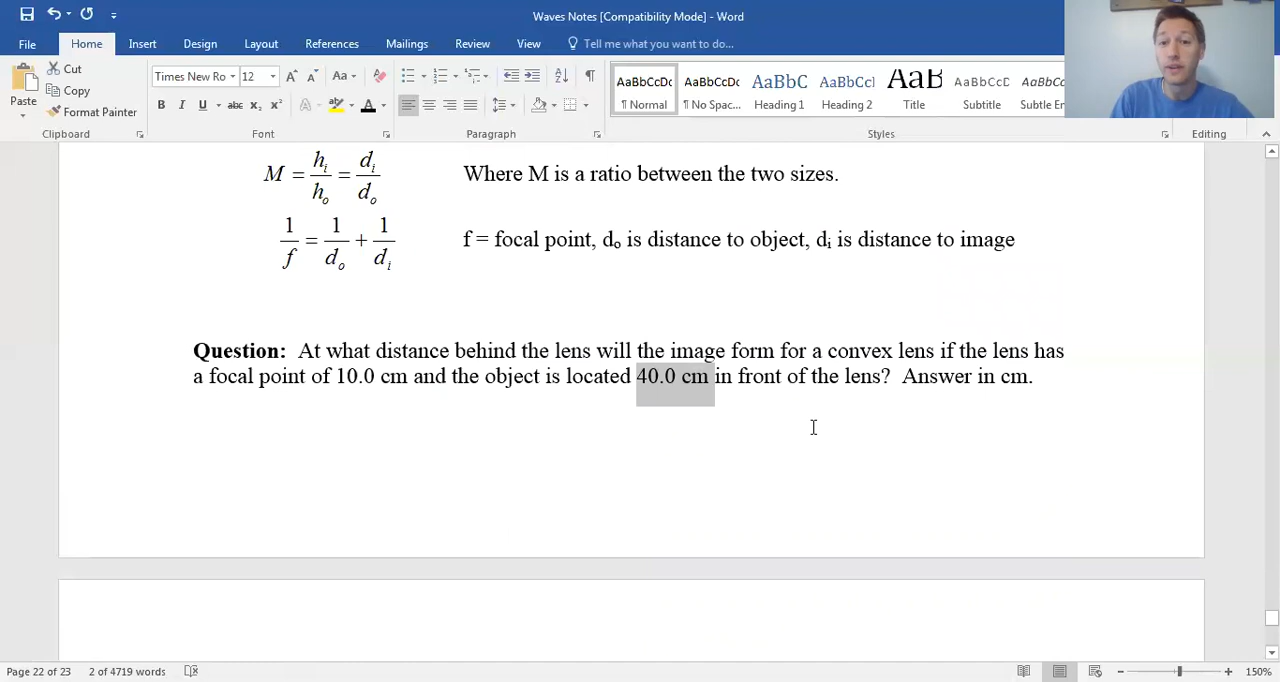 Waves Notes [Compatibility Mode] - Word
File Home Insert Design Layout References Mailings Review View Tell me what you want to do...
Paste
Cut
Copy
Format Painter
Times New Ro 12 Aa
B I U abc x₂ x² A A
AaBbCcDc AaBbCcDc AaBbC AaBbCcI AaB AaBbCcD AaBbCcDc
¶ Normal ¶ No Spac... Heading 1 Heading 2 Title Subtitle Subtle Em
Clipboard Font Paragraph Styles Editing
M = hᵢ/hₒ = dᵢ/dₒ Where M is a ratio between the two sizes.
1/f = 1/dₒ + 1/dᵢ f = focal point, dₒ is distance to object, dᵢ is distance to image
Question: At what distance behind the lens will the image form for a convex lens if the lens has
a focal point of 10.0 cm and the object is located 40.0 cm in front of the lens? Answer in cm.
Page 22 of 23 2 of 4719 words 150%